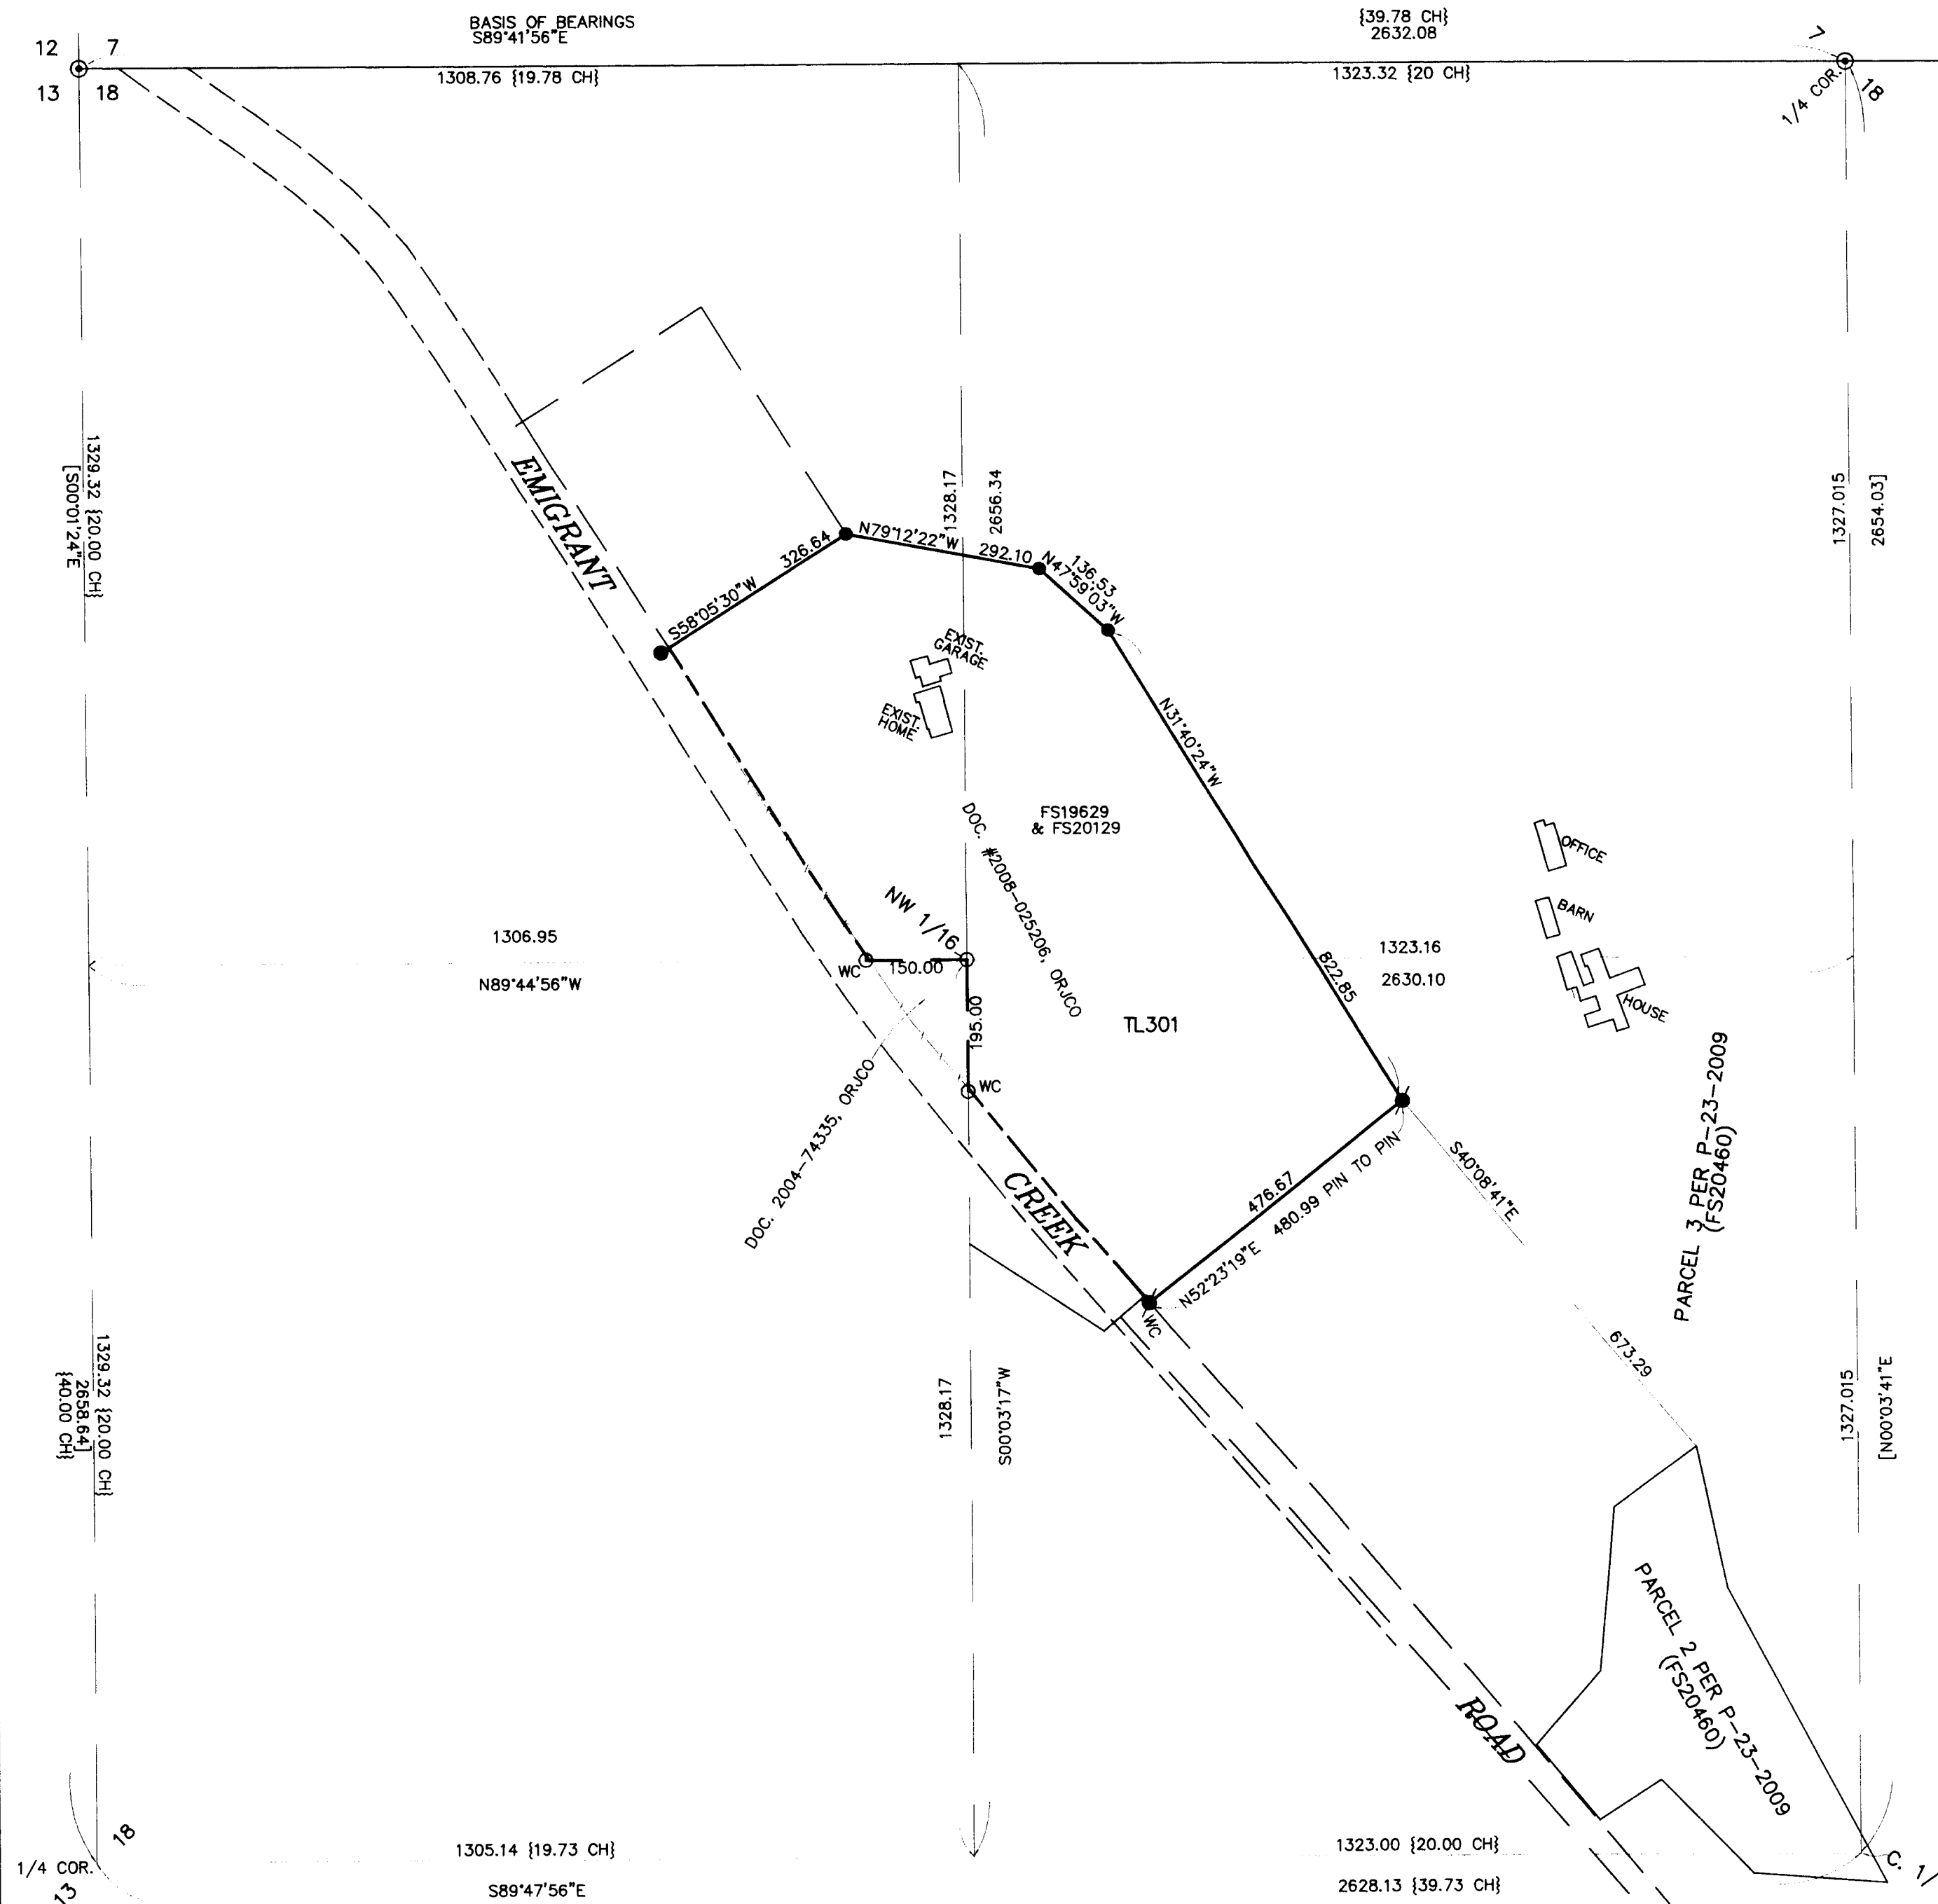 BASIS OF BEARINGS
S89°41'56"E
{39.78 CH}
2632.08
12
7
13
18
1308.76 {19.78 CH}
1323.32 {20 CH}
7
18
1/4 COR.
1329.32 {20.00 CH}
[S00°01'24"E
EMIGRANT
1328.17
2656.34
1327.015
2654.03]
326.64
S58°05'30"W
N79°12'22"W
292.10
136.53
N47°59'03"W
EXIST.
GARAGE
EXIST.
HOME
N31°40'24"W
822.85
FS19629
& FS20129
DOC. #2008-025206, ORJCO
OFFICE
BARN
HOUSE
NW 1/16
1306.95
N89°44'56"W
WC
150.00
1323.16
2630.10
195.00
TL301
WC
DOC. 2004-74335, ORJCO
CREEK
476.67
N52°23'19"E 480.99 PIN TO PIN
WC
S40°08'41"E
673.29
PARCEL 3 PER P-23-2009
(FS20460)
1329.32 {20.00 CH}
2658.64]
{40.00 CH}
1328.17
S00°03'17"W
1327.015
[N00°03'41"E
PARCEL 2 PER P-23-2009
(FS20460)
ROAD
18
1/4 COR.
13
1305.14 {19.73 CH}
S89°47'56"E
1323.00 {20.00 CH}
2628.13 {39.73 CH}
C. 1/